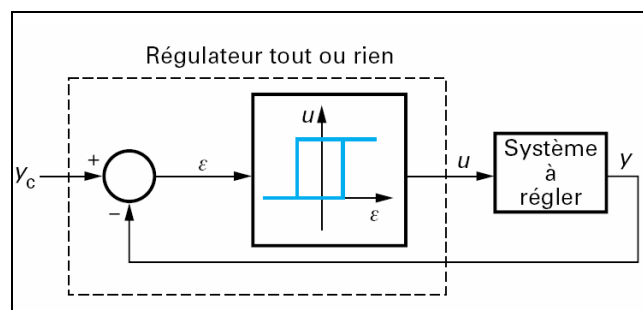 Régulateur tout ou rien
y_c
+
−
ε
u
ε
u
Système
à
régler
y